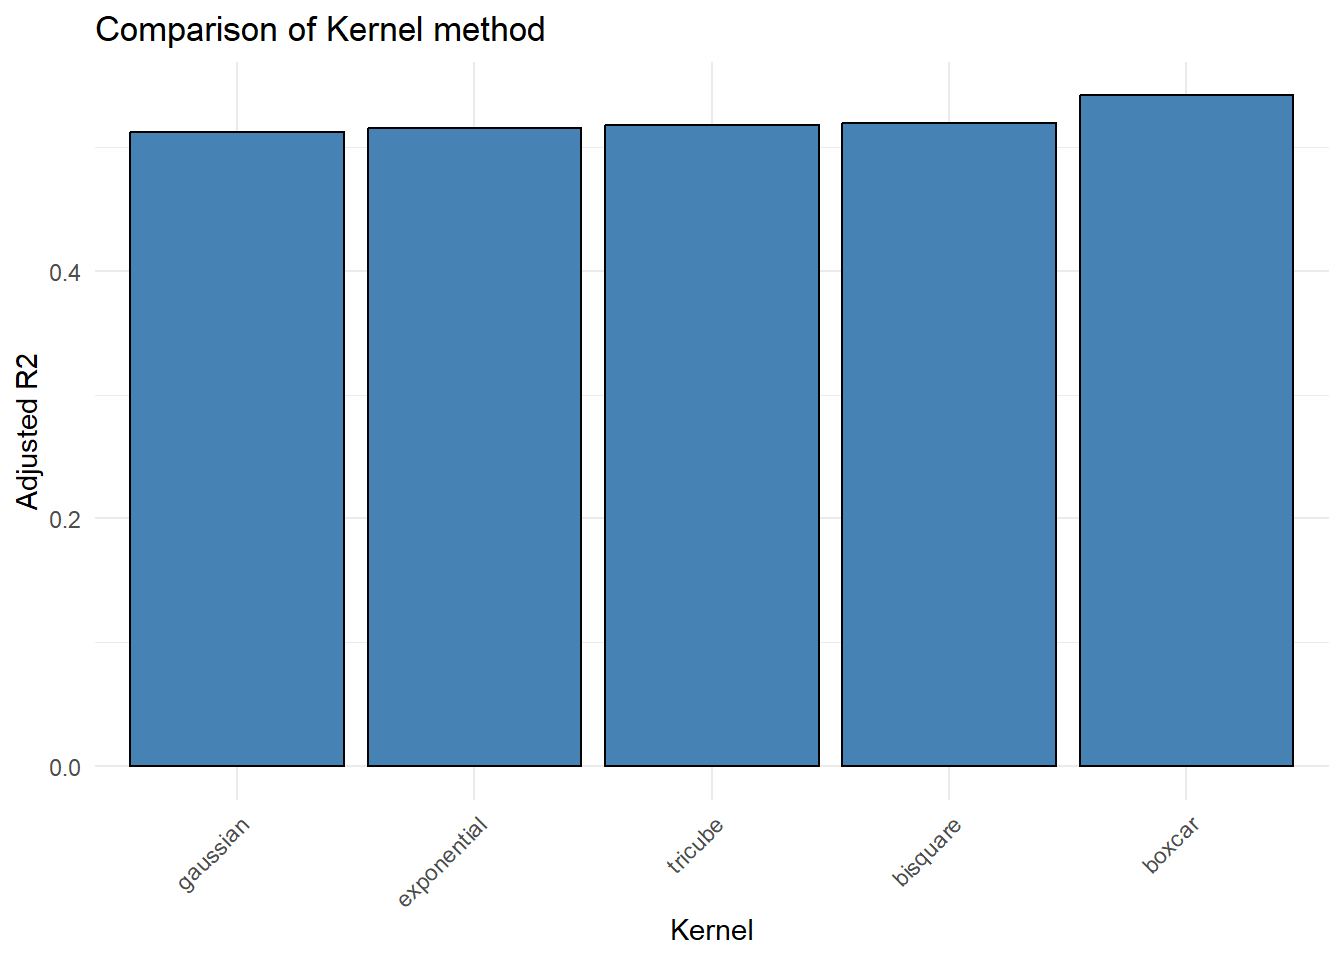 Comparison of Kernel method
Adjusted R2
0.4
0.2
0.0
gaussian
exponential
tricube
bisquare
boxcar
Kernel